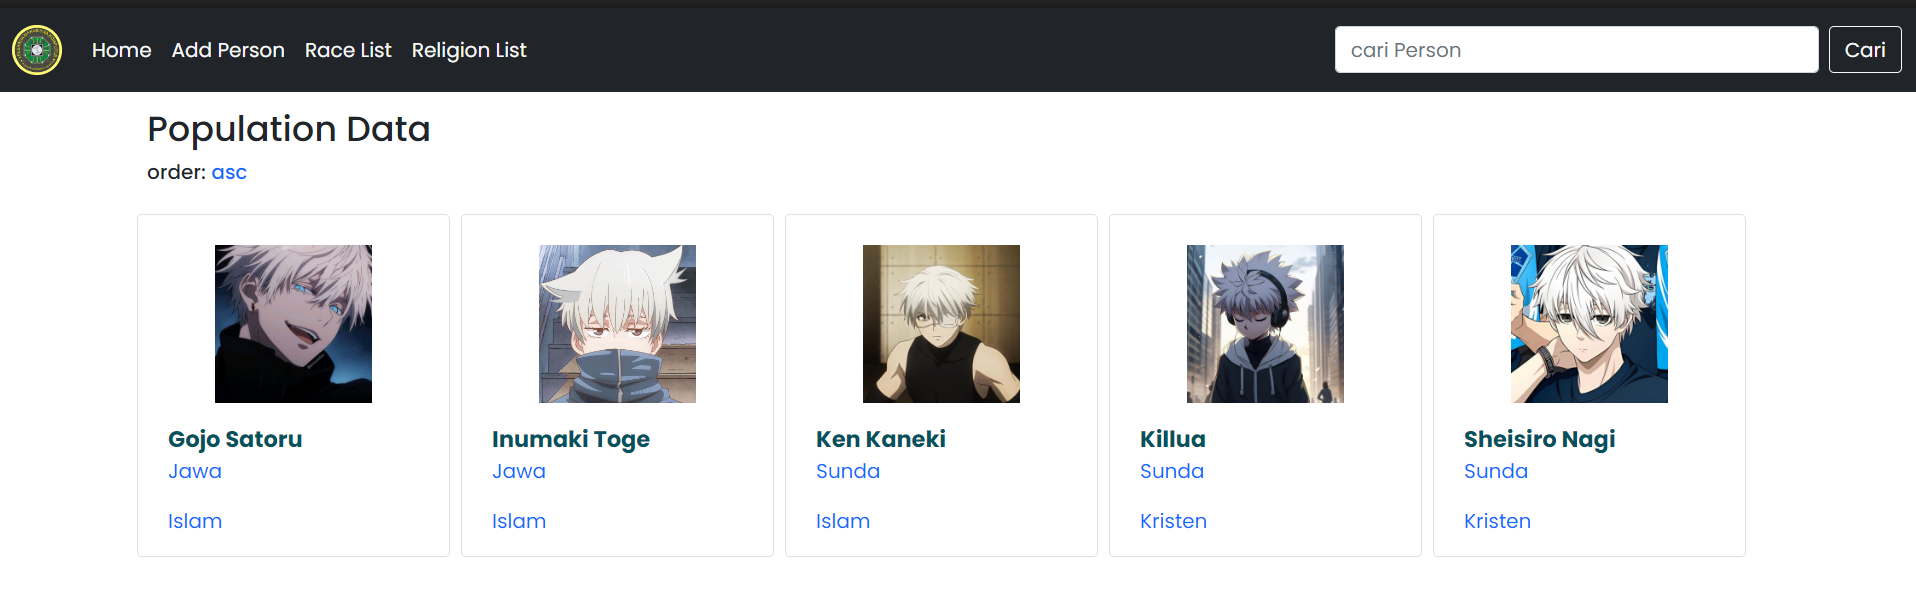 Home Add Person Race List Religion List cari Person Cari
Population Data
order: asc
Gojo Satoru
Jawa
Islam
Inumaki Toge
Jawa
Islam
Ken Kaneki
Sunda
Islam
Killua
Sunda
Kristen
Sheisiro Nagi
Sunda
Kristen